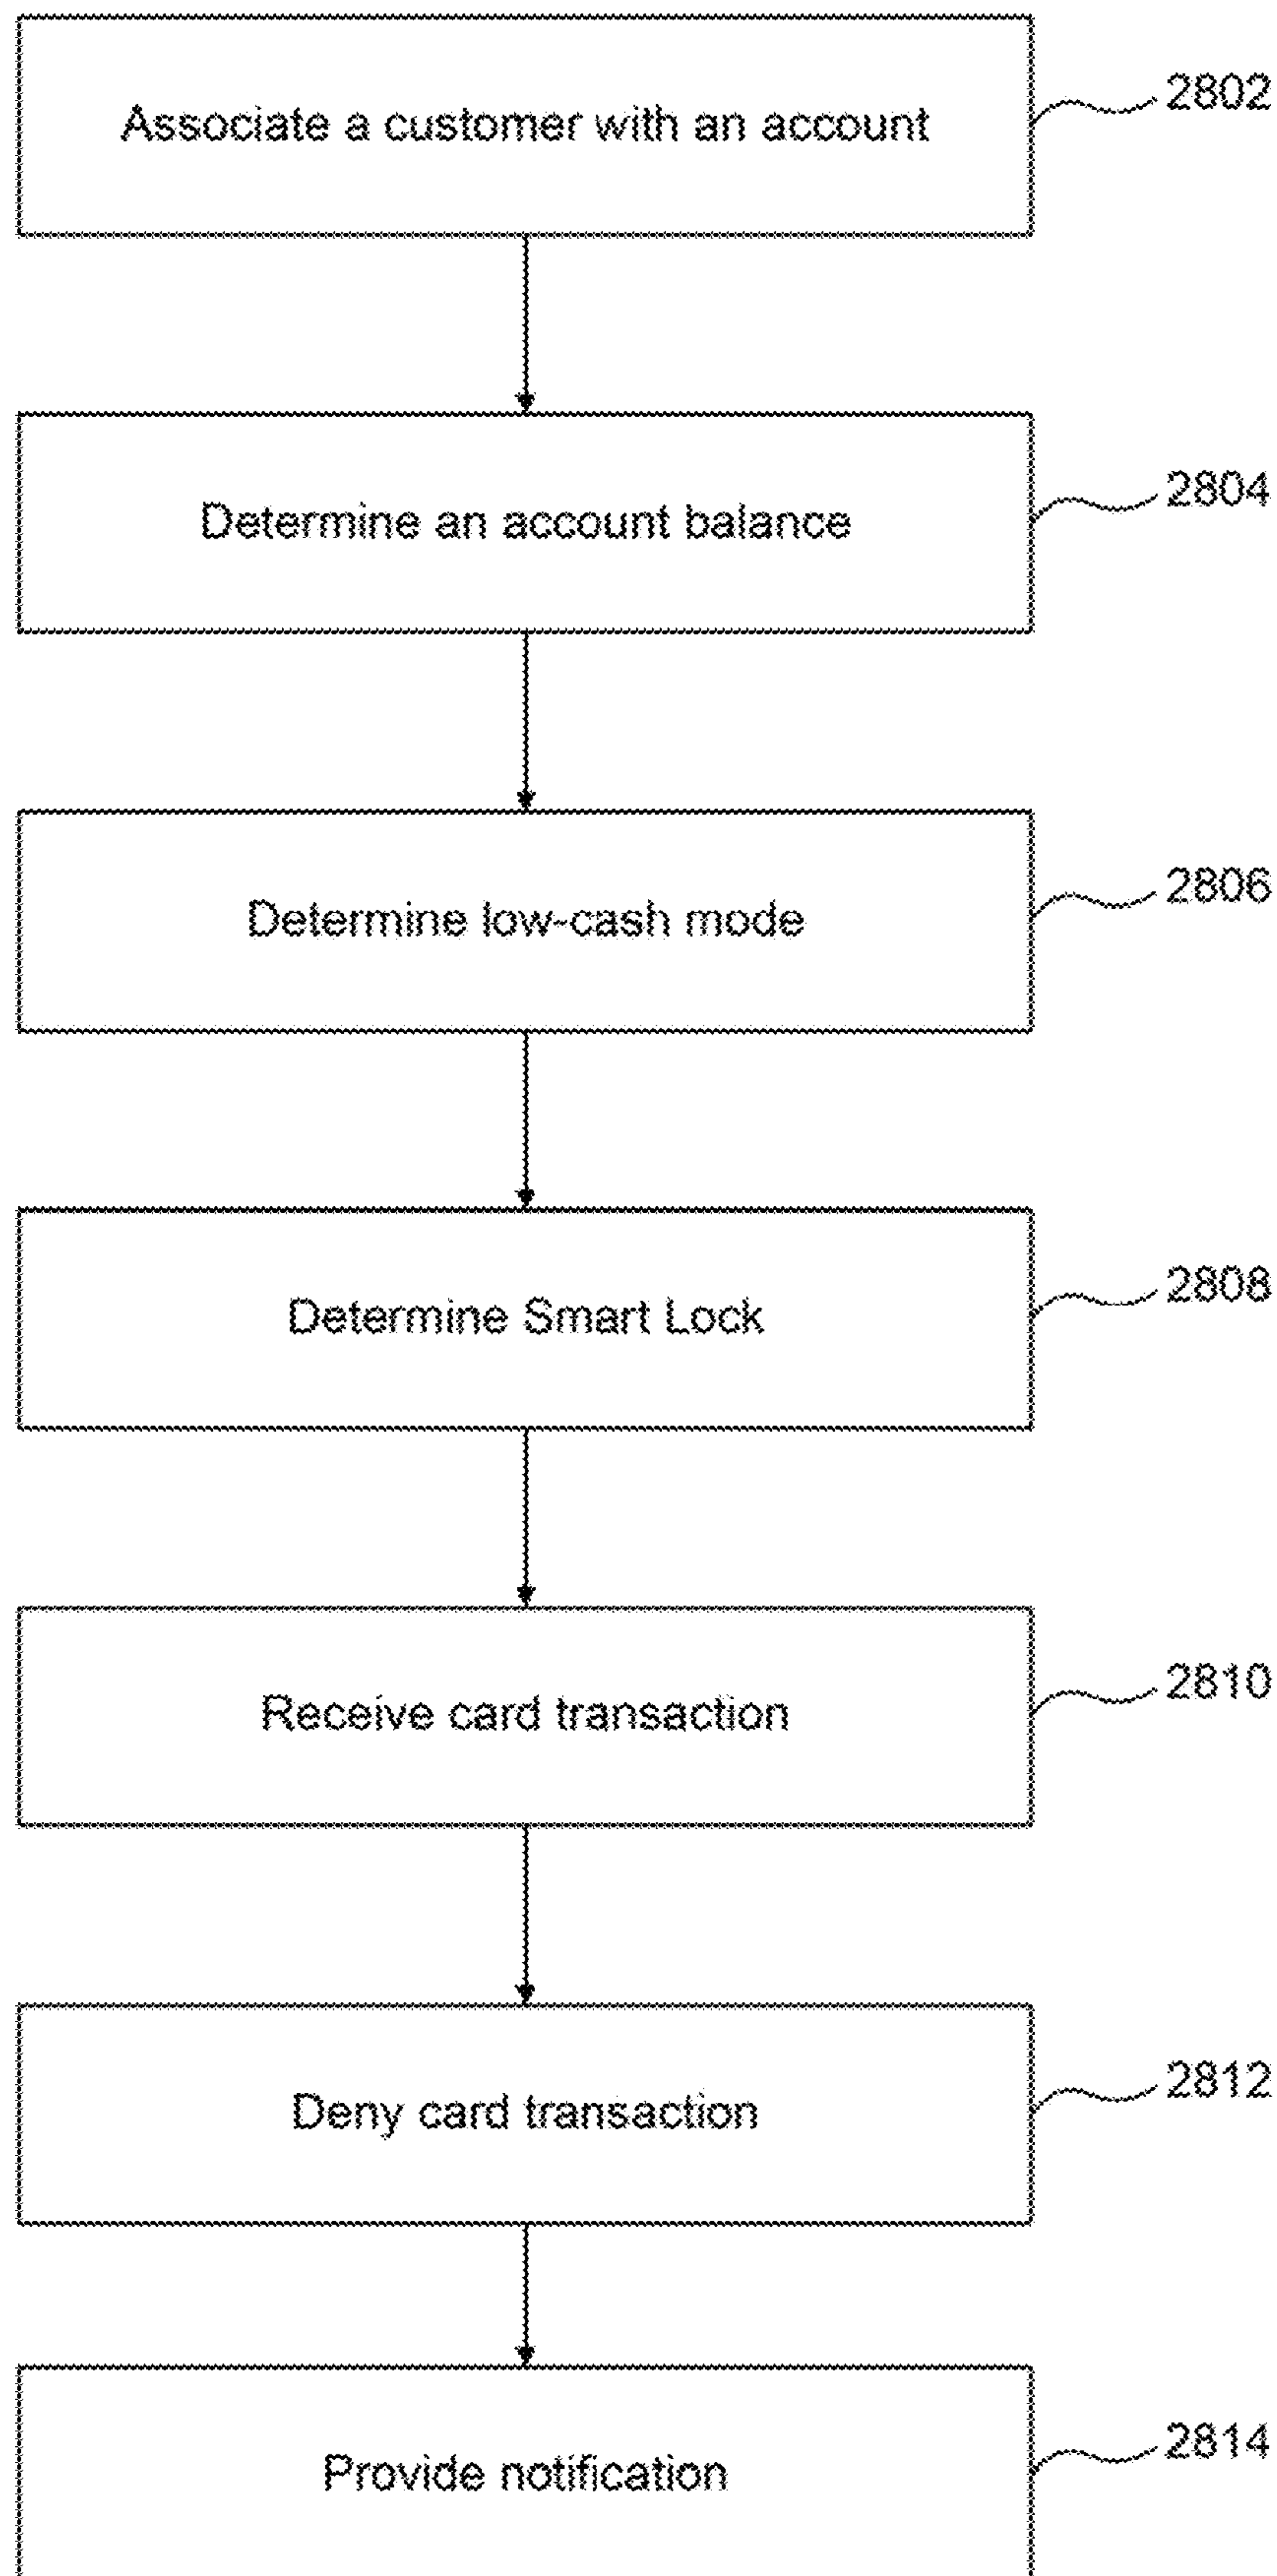 Associate a customer with an account
2802
Determine an account balance
2804
Determine low-cash mode
2806
Determine Smart Lock
2808
Receive card transaction
2810
Deny card transaction
2812
Provide notification
2814